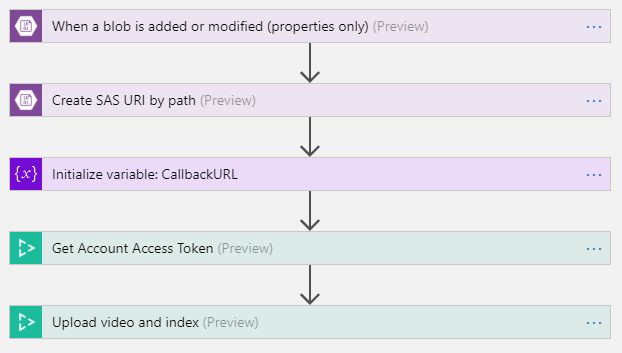 When a blob is added or modified (properties only) (Preview) ...
Create SAS URI by path (Preview) ...
{x} Initialize variable: CallbackURL ...
Get Account Access Token (Preview) ...
Upload video and index (Preview) ...